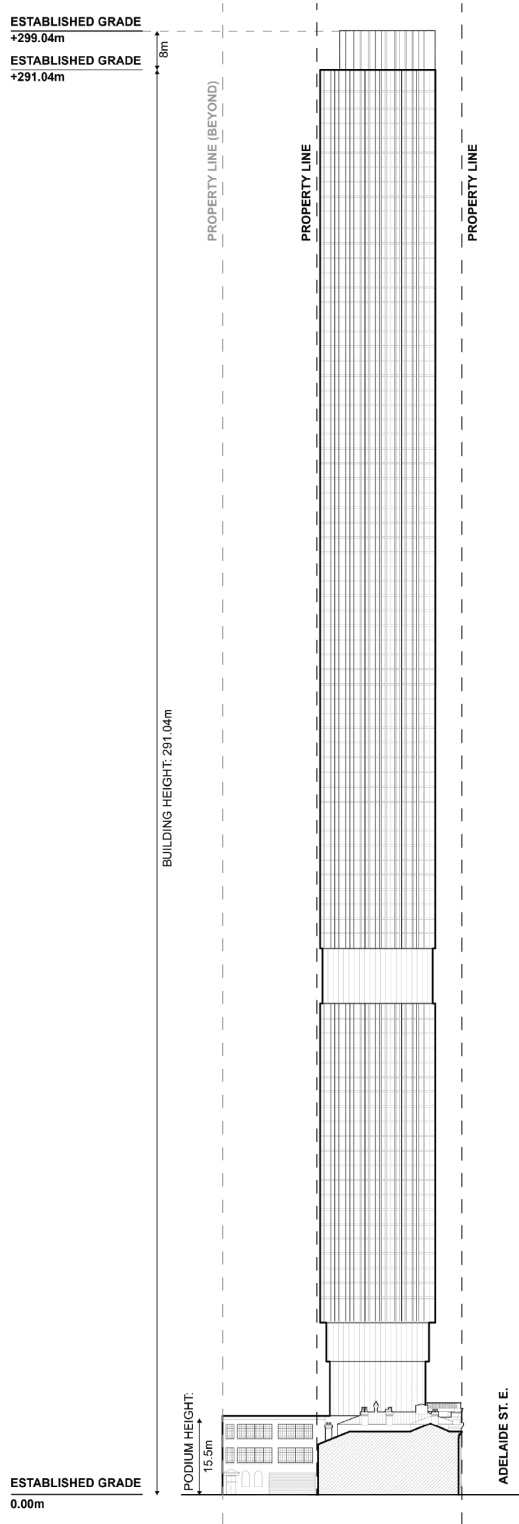 ESTABLISHED GRADE
+299.04m
8m
ESTABLISHED GRADE
+291.04m
PROPERTY LINE (BEYOND)
PROPERTY LINE
PROPERTY LINE
BUILDING HEIGHT: 291.04m
PODIUM HEIGHT:
15.5m
ADELAIDE ST. E.
ESTABLISHED GRADE
0.00m